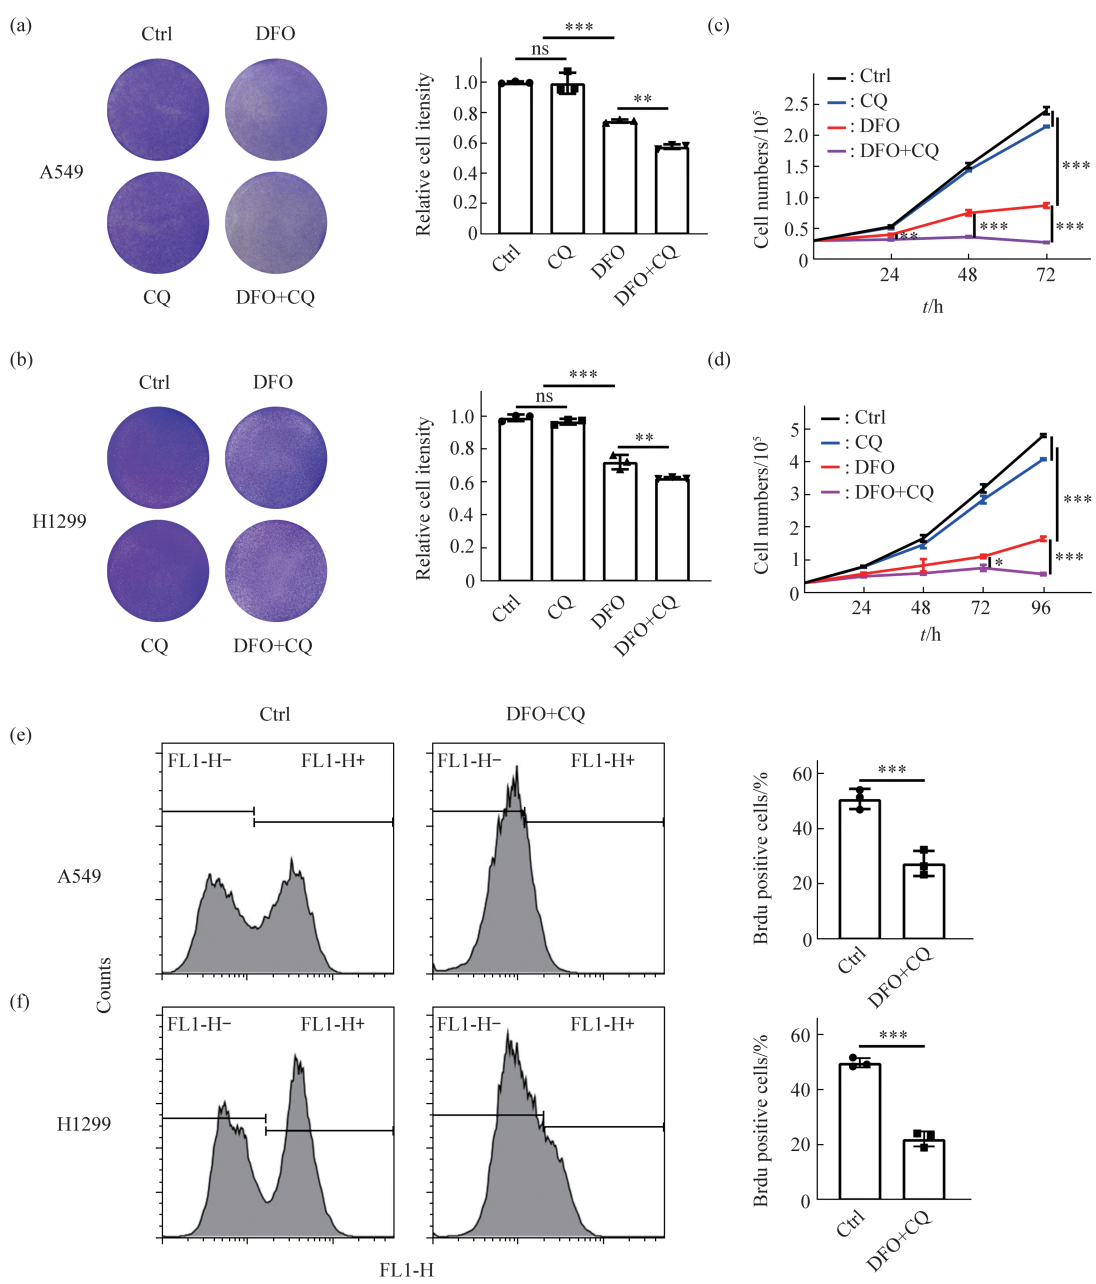 (a)
Ctrl
DFO
A549
CQ
DFO+CQ
Relative cell itensity
1.0
0.8
0.6
0.4
0.2
0
ns
***
**
Ctrl
CQ
DFO
DFO+CQ
(c)
Cell numbers/10⁵
2.5
2.0
1.5
1.0
0.5
0
: Ctrl
: CQ
: DFO
: DFO+CQ
**
***
***
***
24
48
72
t/h
(b)
Ctrl
DFO
H1299
CQ
DFO+CQ
Relative cell itensity
1.0
0.8
0.6
0.4
0.2
0
ns
***
**
Ctrl
CQ
DFO
DFO+CQ
(d)
Cell numbers/10⁵
5
4
3
2
1
0
: Ctrl
: CQ
: DFO
: DFO+CQ
*
***
***
24
48
72
96
t/h
(e)
Ctrl
DFO+CQ
A549
FL1-H−
FL1-H+
FL1-H−
FL1-H+
Brdu positive cells/%
60
40
20
0
***
Ctrl
DFO+CQ
Counts
(f)
H1299
FL1-H−
FL1-H+
FL1-H−
FL1-H+
FL1-H
Brdu positive cells/%
60
40
20
0
***
Ctrl
DFO+CQ